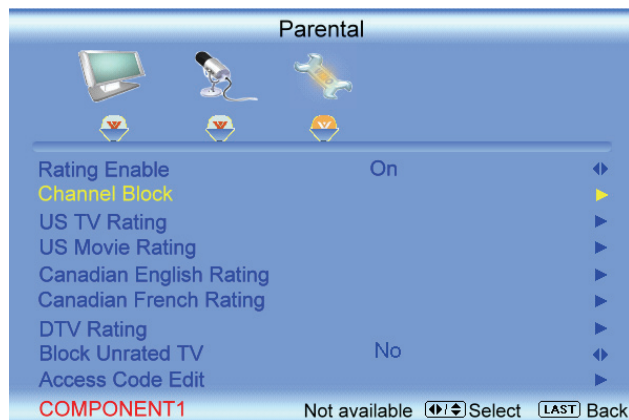 Parental
Rating Enable On
Channel Block
US TV Rating
US Movie Rating
Canadian English Rating
Canadian French Rating
DTV Rating
Block Unrated TV No
Access Code Edit
COMPONENT1 Not available Select LAST Back